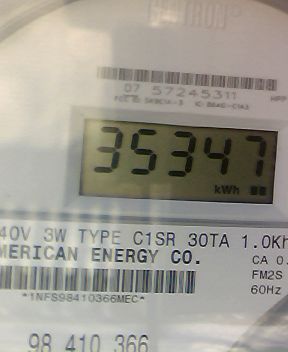 07 57245311
35347
kWh
40V 3W TYPE C1SR 30TA 1.0Kh
MERICAN ENERGY CO.
CA 0.
FM2S
60Hz
*1NFS98410366MEC*
98 410 366